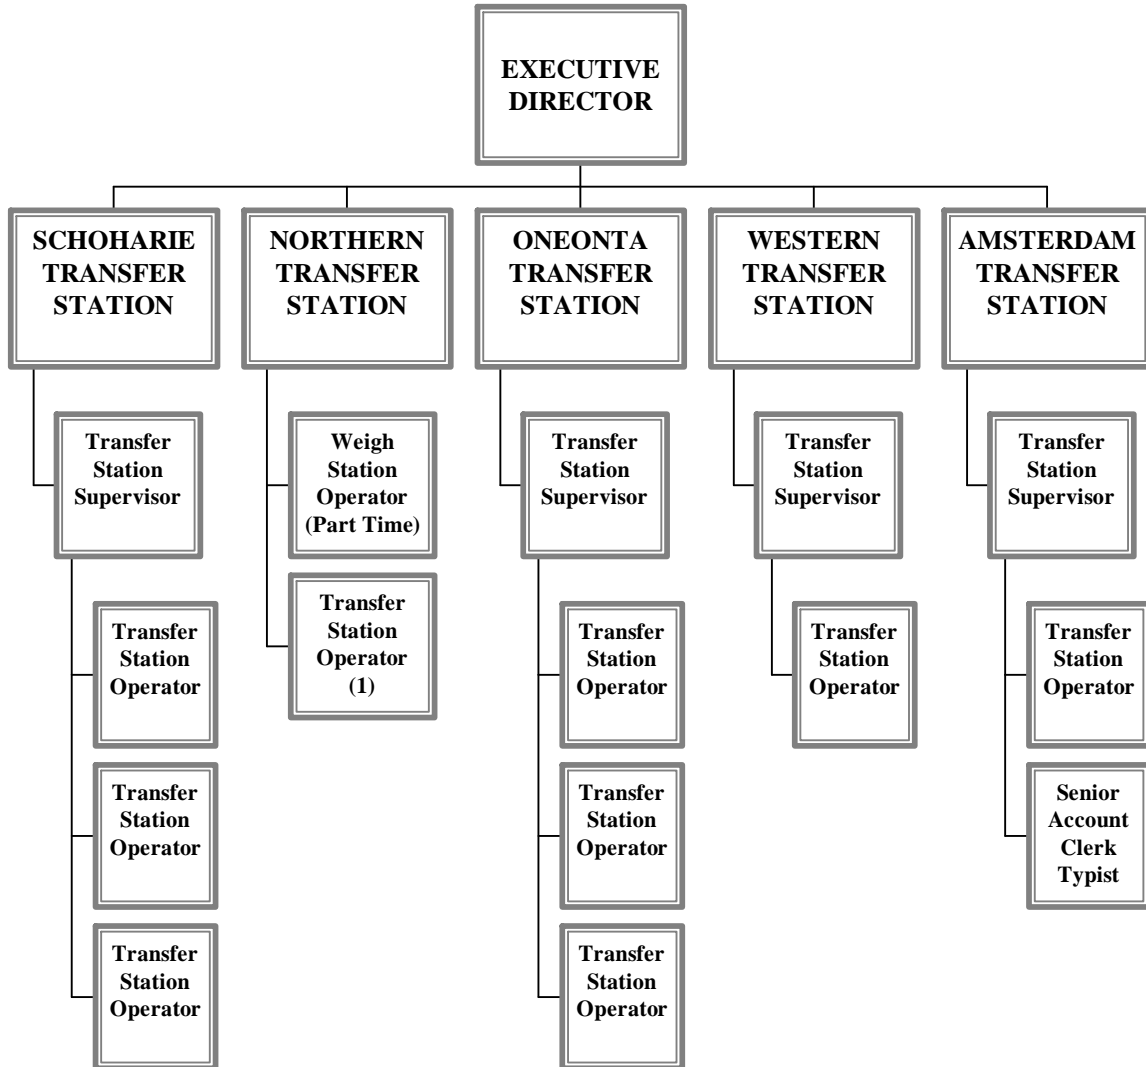 EXECUTIVE
DIRECTOR
SCHOHARIE
TRANSFER
STATION
NORTHERN
TRANSFER
STATION
ONEONTA
TRANSFER
STATION
WESTERN
TRANSFER
STATION
AMSTERDAM
TRANSFER
STATION
Transfer
Station
Supervisor
Transfer
Station
Operator
Transfer
Station
Operator
Transfer
Station
Operator
Weigh
Station
Operator
(Part Time)
Transfer
Station
Operator
(1)
Transfer
Station
Supervisor
Transfer
Station
Operator
Transfer
Station
Operator
Transfer
Station
Operator
Transfer
Station
Supervisor
Transfer
Station
Operator
Transfer
Station
Supervisor
Transfer
Station
Operator
Senior
Account
Clerk
Typist